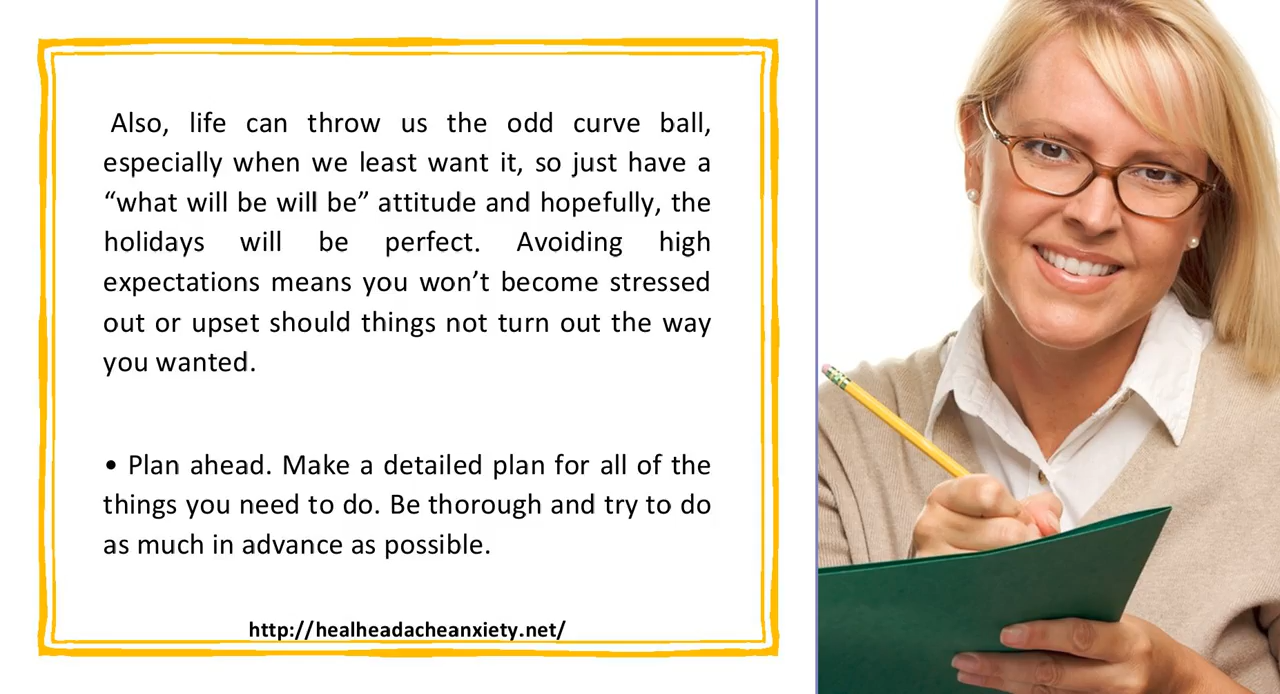 Also, life can throw us the odd curve ball,
especially when we least want it, so just have a
“what will be will be” attitude and hopefully, the
holidays will be perfect. Avoiding high
expectations means you won’t become stressed
out or upset should things not turn out the way
you wanted.
• Plan ahead. Make a detailed plan for all of the
things you need to do. Be thorough and try to do
as much in advance as possible.
http://healheadacheanxiety.net/